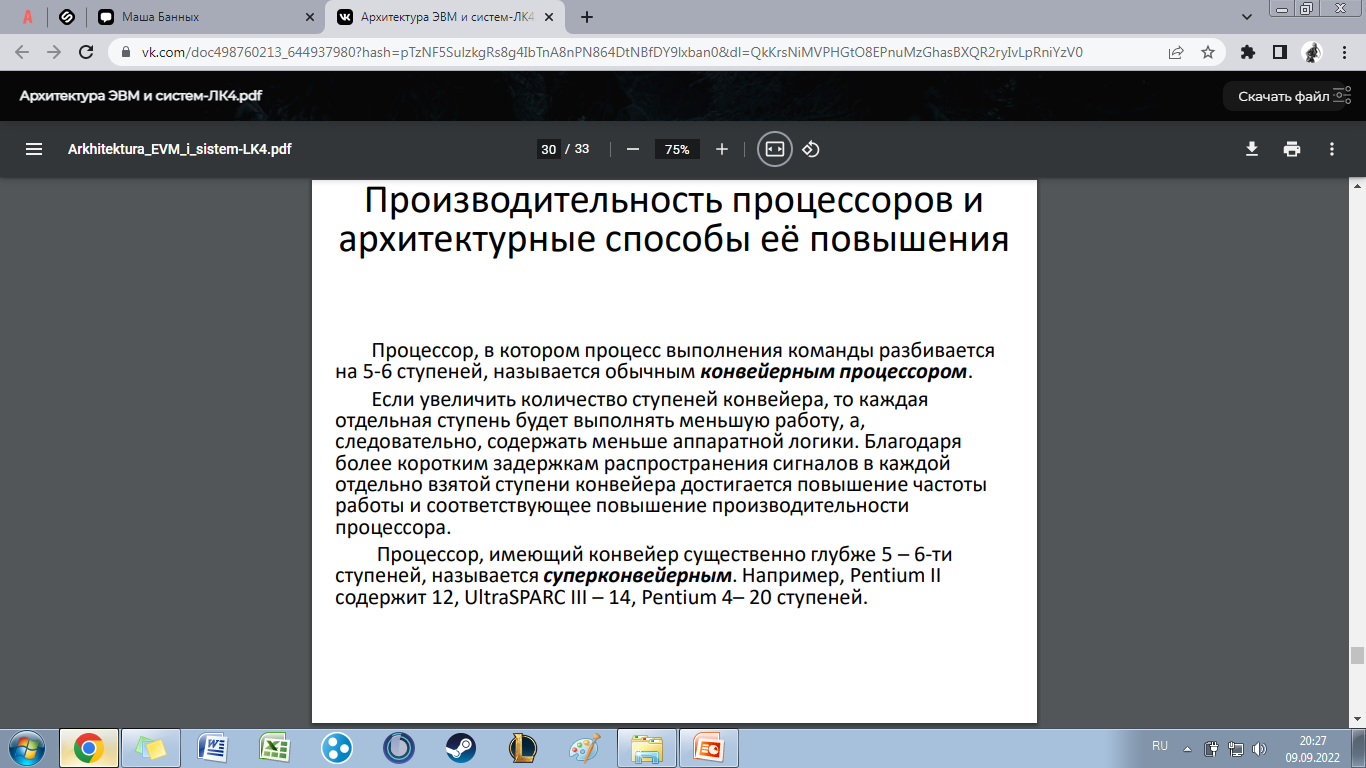 Маша Банных
Архитектура ЭВМ и систем-ЛК4
vk.com/doc498760213_644937980?hash=pTzNF5SulzkgRs8g4IbTnA8nPN864DtNBfDY9lxban0&dl=QkKrsNiMVPHGtO8EPnuMzGhasBXQR2ryIvLpRniYzV0
Архитектура ЭВМ и систем-ЛК4.pdf
Скачать файл
Arkhitektura_EVM_i_sistem-LK4.pdf
30 / 33
75%
Производительность процессоров и
архитектурные способы её повышения
Процессор, в котором процесс выполнения команды разбивается
на 5-6 ступеней, называется обычным конвейерным процессором.
Если увеличить количество ступеней конвейера, то каждая
отдельная ступень будет выполнять меньшую работу, а,
следовательно, содержать меньше аппаратной логики. Благодаря
более коротким задержкам распространения сигналов в каждой
отдельно взятой ступени конвейера достигается повышение частоты
работы и соответствующее повышение производительности
процессора.
Процессор, имеющий конвейер существенно глубже 5 – 6-ти
ступеней, называется суперконвейерным. Например, Pentium II
содержит 12, UltraSPARC III – 14, Pentium 4– 20 ступеней.
RU
20:27
09.09.2022